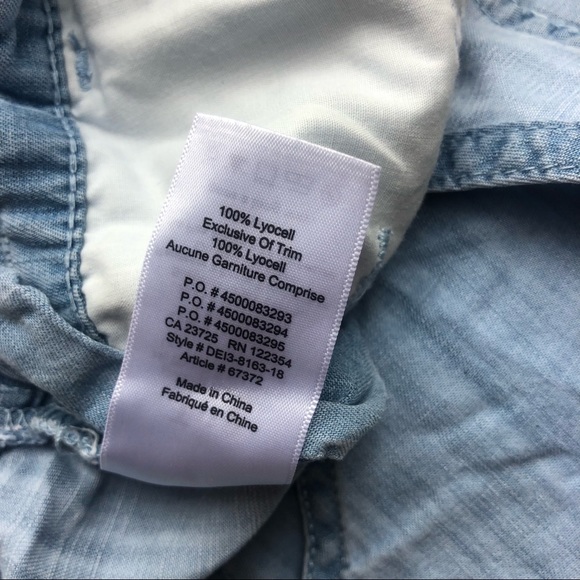 100% Lyocell
Exclusive Of Trim
100% Lyocell
Aucune Garniture Comprise
P.O. # 4500083293
P.O. # 4500083294
P.O. # 4500083295
CA 23725 RN 122354
Style # DEI3-8163-18
Article # 67372
Made in China
Fabriqué en Chine